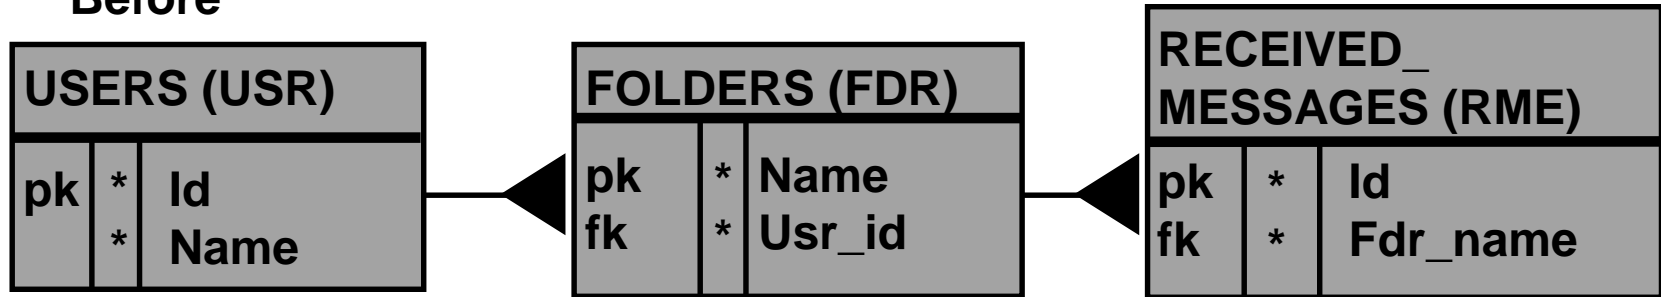 Before
USERS (USR)
pk * Id
* Name
FOLDERS (FDR)
pk * Name
fk * Usr_id
RECEIVED_
MESSAGES (RME)
pk * Id
fk * Fdr_name